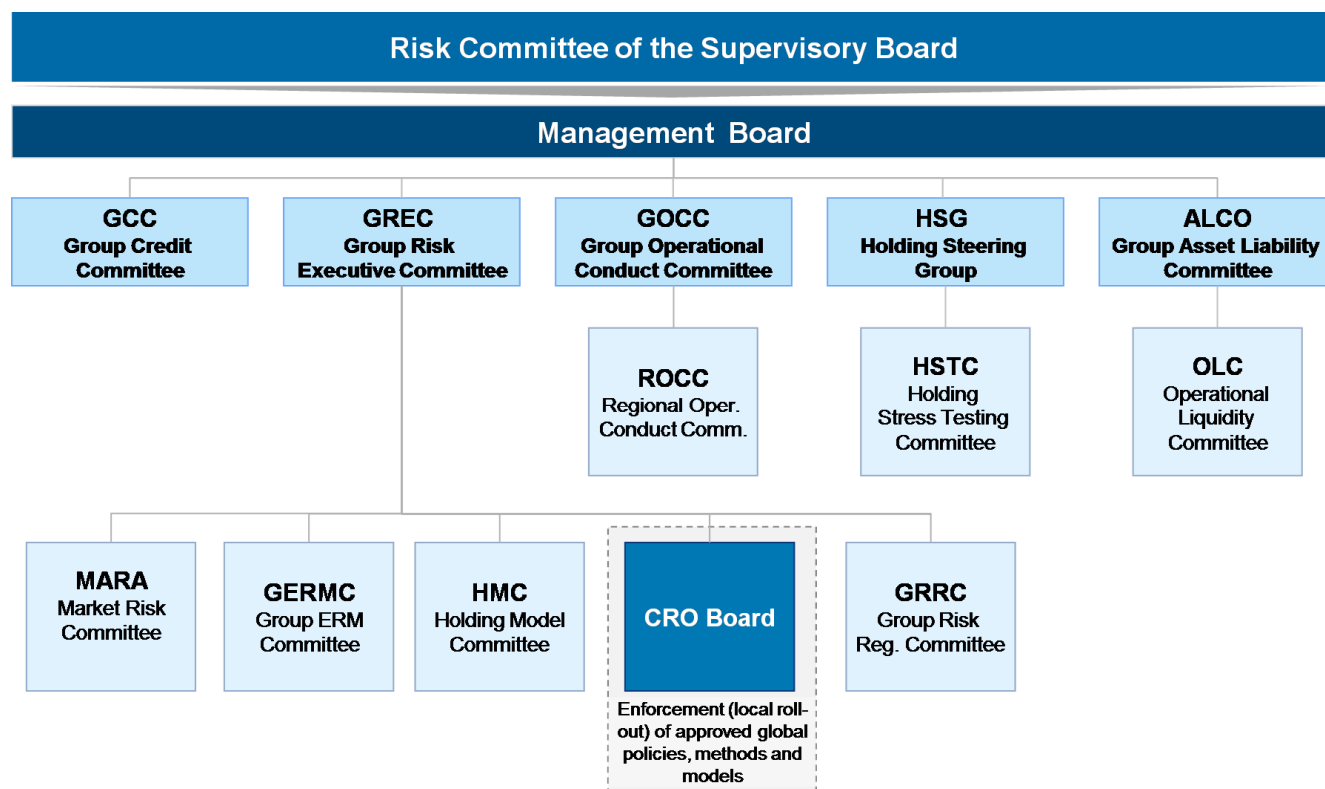 Risk Committee of the Supervisory Board
Management Board
GCC
Group Credit
Committee
GREC
Group Risk
Executive Committee
GOCC
Group Operational
Conduct Committee
HSG
Holding Steering
Group
ALCO
Group Asset Liability
Committee
ROCC
Regional Oper.
Conduct Comm.
HSTC
Holding
Stress Testing
Committee
OLC
Operational
Liquidity
Committee
MARA
Market Risk
Committee
GERMC
Group ERM
Committee
HMC
Holding Model
Committee
CRO Board
Enforcement (local roll-
out) of approved global
policies, methods and
models
GRRC
Group Risk
Reg. Committee